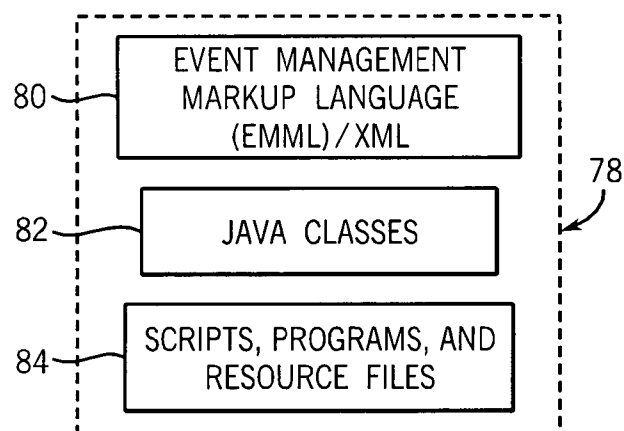 80
EVENT MANAGEMENT
MARKUP LANGUAGE
(EMML)/XML
78
82
JAVA CLASSES
84
SCRIPTS, PROGRAMS, AND
RESOURCE FILES